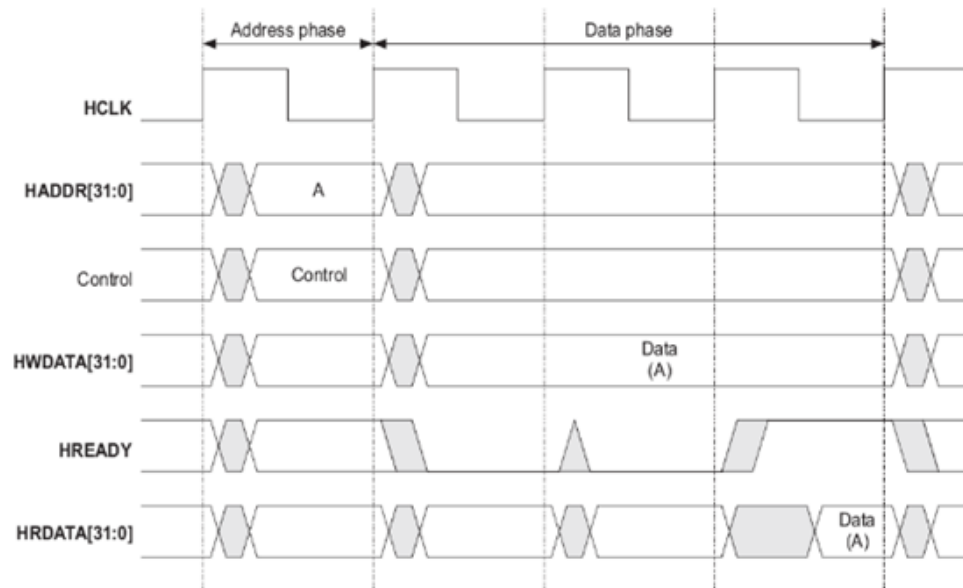 Address phase
Data phase
HCLK
HADDR[31:0]
A
Control
Control
HWDATA[31:0]
Data
(A)
HREADY
HRDATA[31:0]
Data
(A)